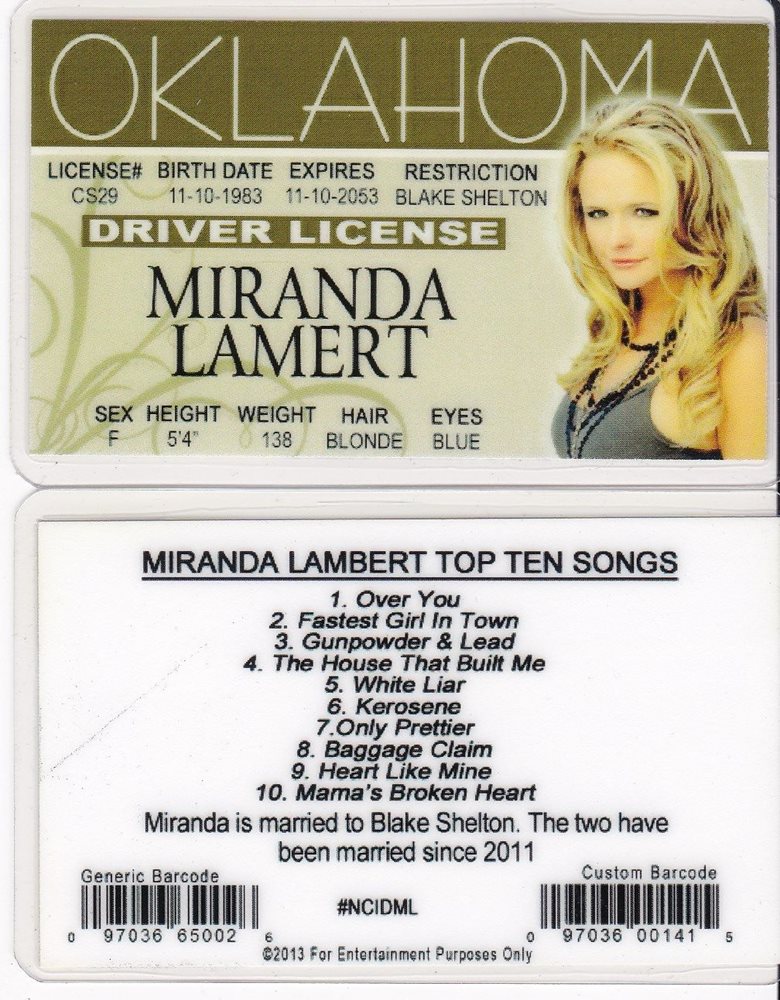 OKLAHOMA
LICENSE# BIRTH DATE EXPIRES RESTRICTION
CS29 11-10-1983 11-10-2053 BLAKE SHELTON
DRIVER LICENSE
MIRANDA
LAMERT
SEX HEIGHT WEIGHT HAIR EYES
F 5'4" 138 BLONDE BLUE
MIRANDA LAMBERT TOP TEN SONGS
1. Over You
2. Fastest Girl In Town
3. Gunpowder & Lead
4. The House That Built Me
5. White Liar
6. Kerosene
7.Only Prettier
8. Baggage Claim
9. Heart Like Mine
10. Mama's Broken Heart
Miranda is married to Blake Shelton. The two have
been married since 2011
Generic Barcode Custom Barcode
#NCIDML
0 97036 65002 6 0 97036 00141 5
©2013 For Entertainment Purposes Only